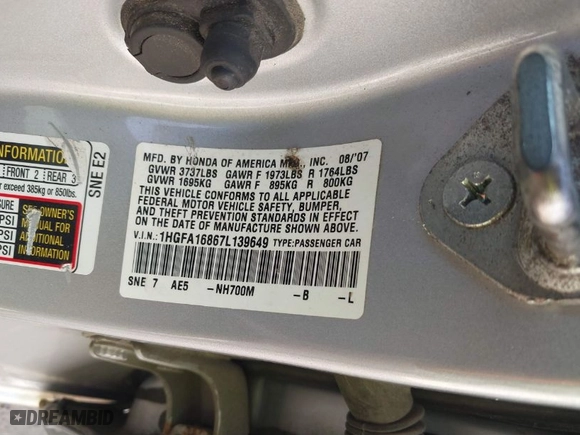 INFORMATION
FRONT 2 REAR 3
exceed 385kg or 850lbs.
SEE OWNER'S
PSI MANUAL FOR
PSI ADDITIONAL
PSI INFORMATION
SNE E2
MFD. BY HONDA OF AMERICA MFG., INC. 08/'07
GVWR 3737LBS GAWR F 1973LBS R 1764LBS
GVWR 1695KG GAWR F 895KG R 800KG
THIS VEHICLE CONFORMS TO ALL APPLICABLE
FEDERAL MOTOR VEHICLE SAFETY, BUMPER,
AND THEFT PREVENTION STANDARDS IN EFFECT
ON THE DATE OF MANUFACTURE SHOWN ABOVE.
V.I.N.: 1HGFA16867L139649 TYPE:PASSENGER CAR
SNE 7 AE5 -NH700M -B -L
DREAMBID